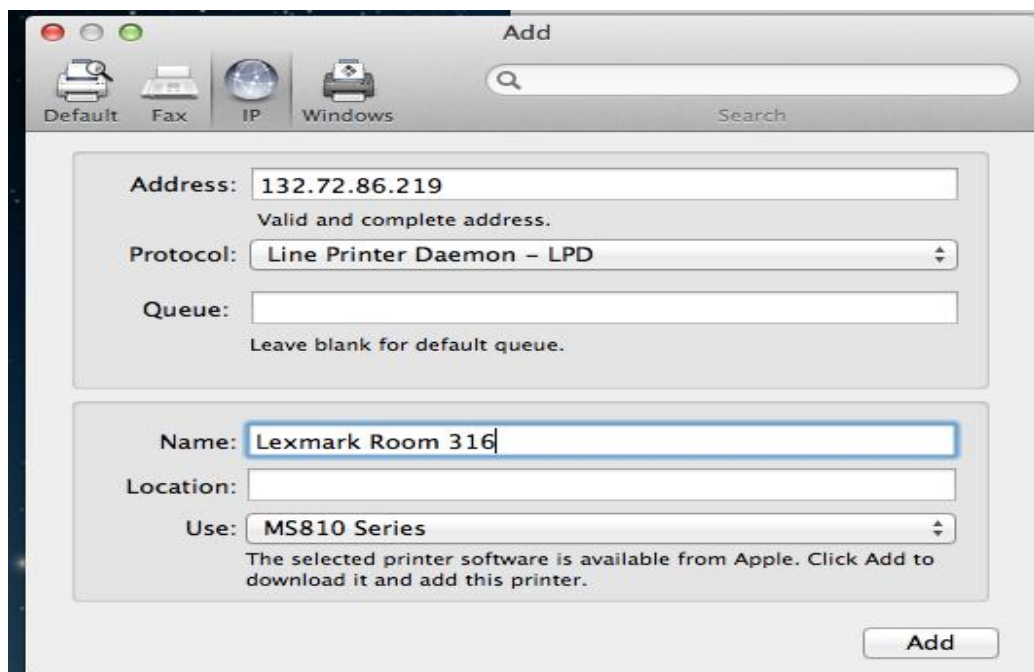 Add
Default Fax IP Windows Search
Address: 132.72.86.219
Valid and complete address.
Protocol: Line Printer Daemon – LPD
Queue:
Leave blank for default queue.
Name: Lexmark Room 316
Location:
Use: MS810 Series
The selected printer software is available from Apple. Click Add to
download it and add this printer.
Add